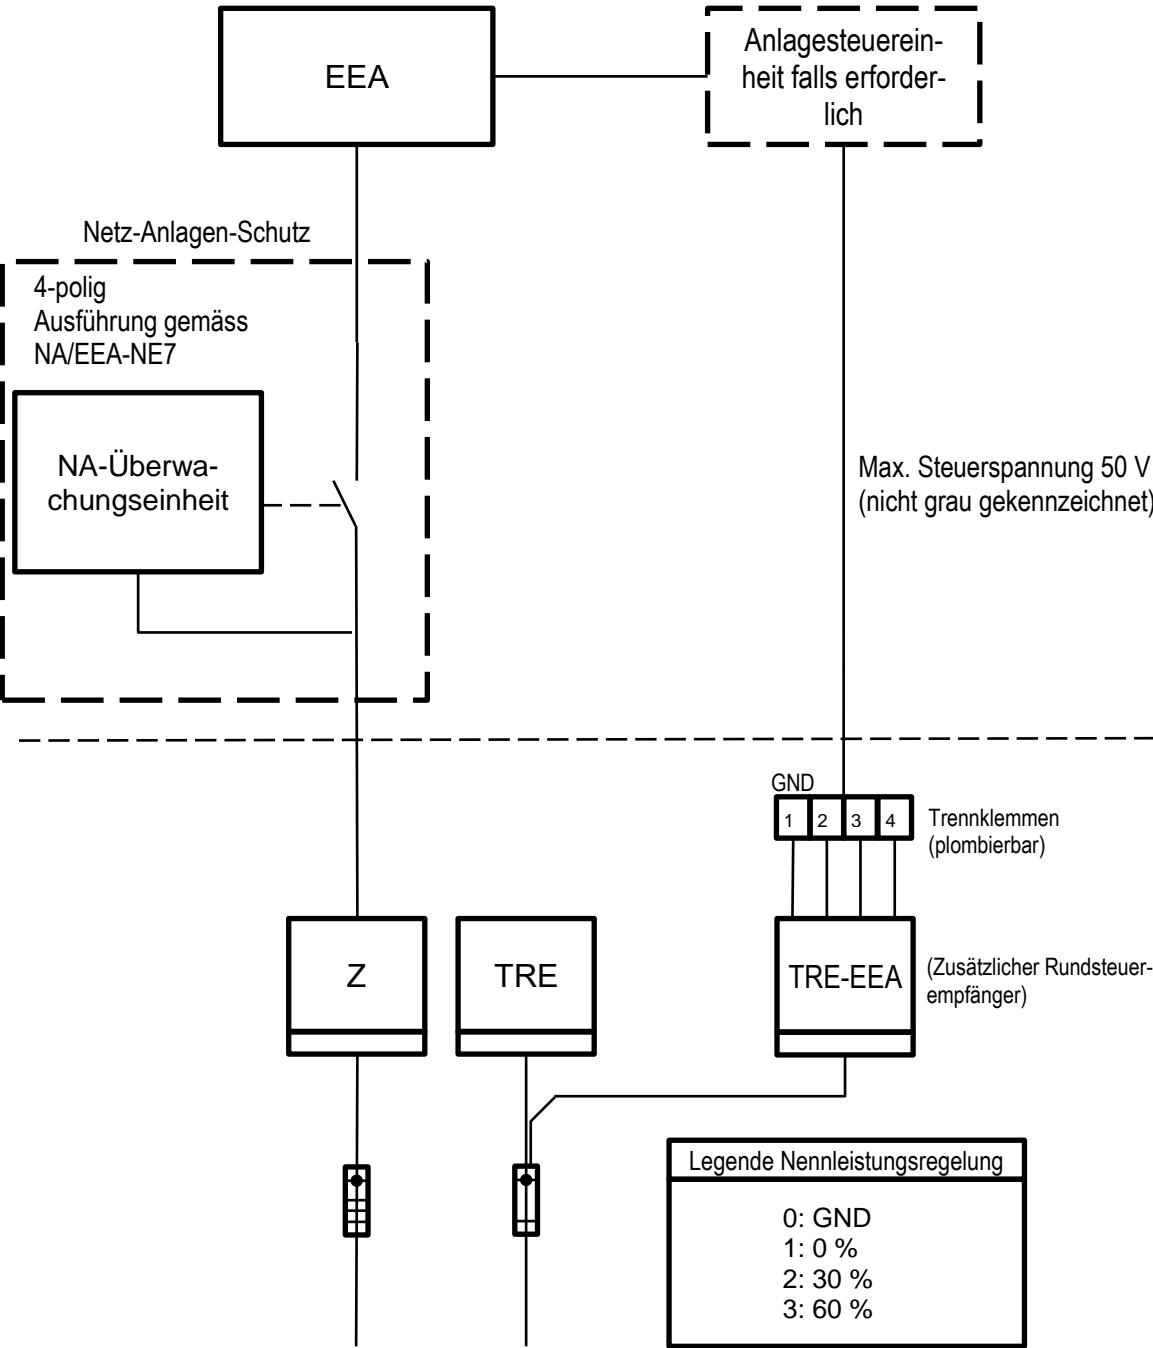 EEA
Anlagesteuerein-
heit falls erforder-
lich
Netz-Anlagen-Schutz
4-polig
Ausführung gemäss
NA/EEA-NE7
NA-Überwa-
chungseinheit
Max. Steuerspannung 50 V
(nicht grau gekennzeichnet)
GND
1 2 3 4
Trennklemmen
(plombierbar)
Z
TRE
TRE-EEA
(Zusätzlicher Rundsteuer-
empfänger)
Legende Nennleistungsregelung
0: GND
1: 0 %
2: 30 %
3: 60 %